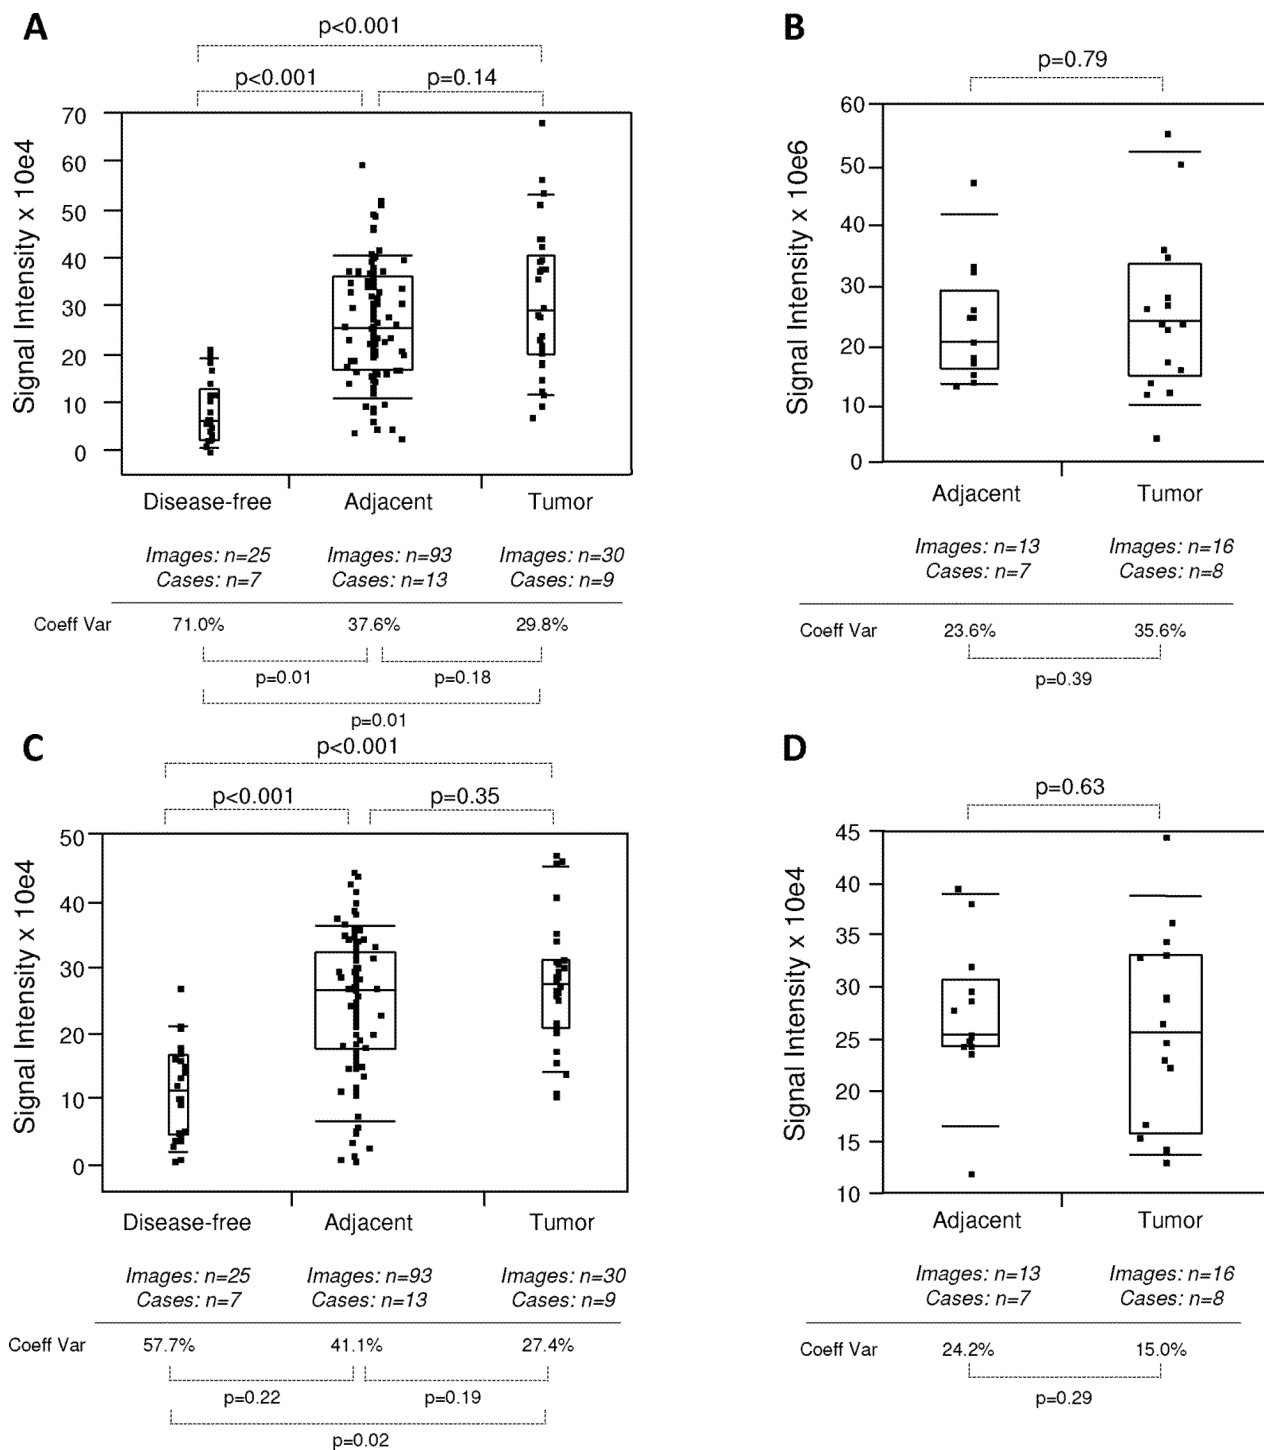 A
p<0.001
p<0.001
p=0.14
Signal Intensity x 10e4
70
60
50
40
30
20
10
0
Disease-free
Adjacent
Tumor
Images: n=25
Images: n=93
Images: n=30
Cases: n=7
Cases: n=13
Cases: n=9
Coeff Var
71.0%
37.6%
29.8%
p=0.01
p=0.18
p=0.01
B
p=0.79
Signal Intensity x 10e6
60
50
40
30
20
10
0
Adjacent
Tumor
Images: n=13
Images: n=16
Cases: n=7
Cases: n=8
Coeff Var
23.6%
35.6%
p=0.39
C
p<0.001
p<0.001
p=0.35
Signal Intensity x 10e4
50
40
30
20
10
0
Disease-free
Adjacent
Tumor
Images: n=25
Images: n=93
Images: n=30
Cases: n=7
Cases: n=13
Cases: n=9
Coeff Var
57.7%
41.1%
27.4%
p=0.22
p=0.19
p=0.02
D
p=0.63
Signal Intensity x 10e4
45
40
35
30
25
20
15
10
Adjacent
Tumor
Images: n=13
Images: n=16
Cases: n=7
Cases: n=8
Coeff Var
24.2%
15.0%
p=0.29